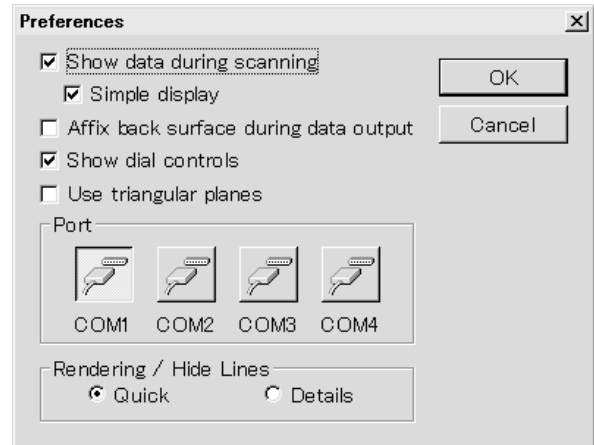 Preferences
Show data during scanning
OK
Simple display
Affix back surface during data output
Cancel
Show dial controls
Use triangular planes
Port
COM1 COM2 COM3 COM4
Rendering / Hide Lines
Quick Details